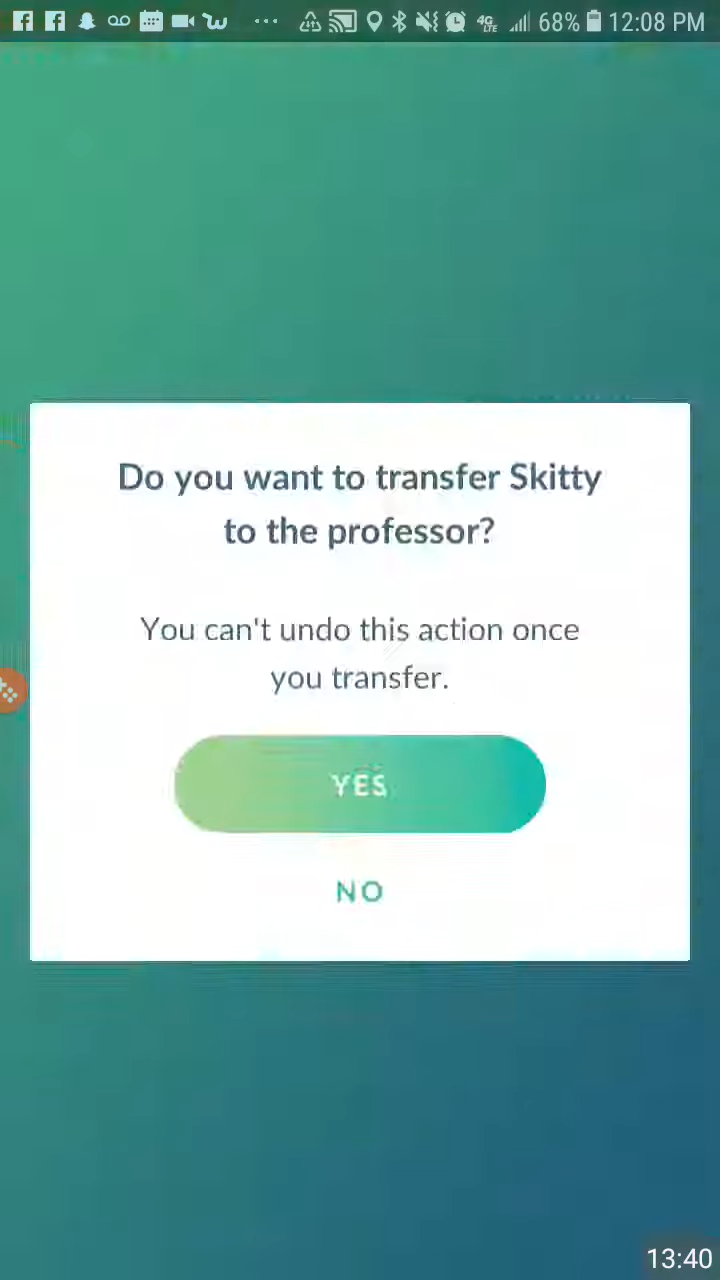 68% 12:08 PM
Do you want to transfer Skitty
to the professor?
You can't undo this action once
you transfer.
YES
NO
13:40